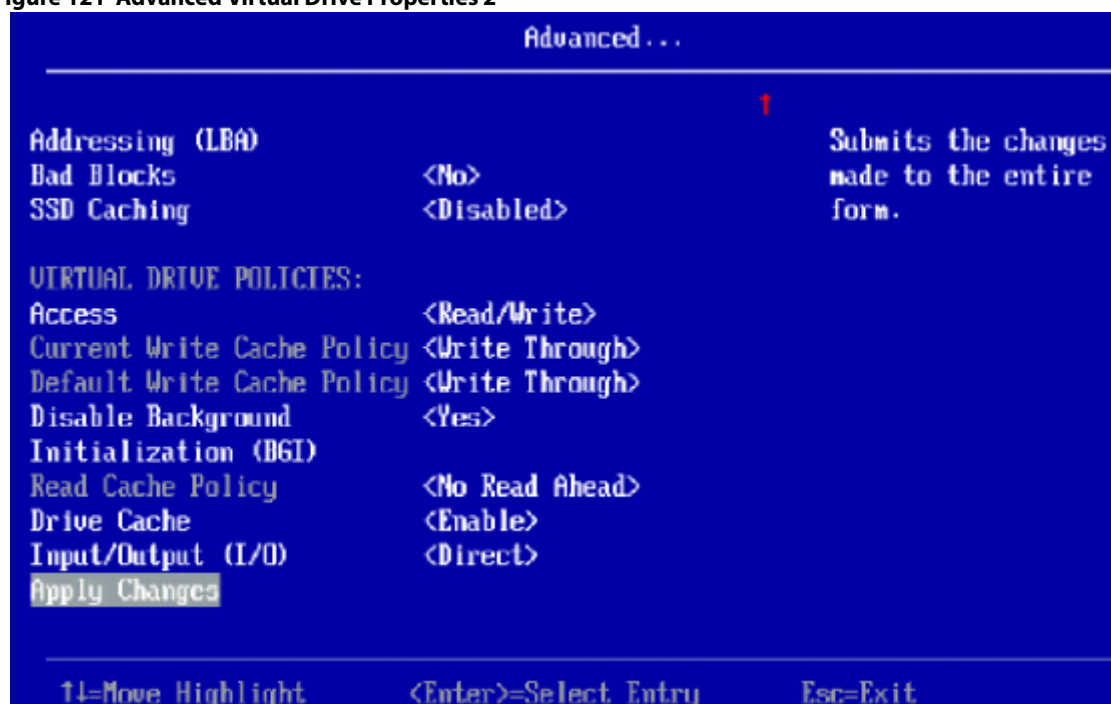 igure 121 Advanced Virtual Drive Properties 2
Advanced...
↑
Addressing (LBA) Submits the changes
Bad Blocks <No> made to the entire
SSD Caching <Disabled> form.
VIRTUAL DRIVE POLICIES:
Access <Read/Write>
Current Write Cache Policy <Write Through>
Default Write Cache Policy <Write Through>
Disable Background <Yes>
Initialization (BGI)
Read Cache Policy <No Read Ahead>
Drive Cache <Enable>
Input/Output (I/O) <Direct>
Apply Changes
↑↓=Move Highlight <Enter>=Select Entry Esc=Exit